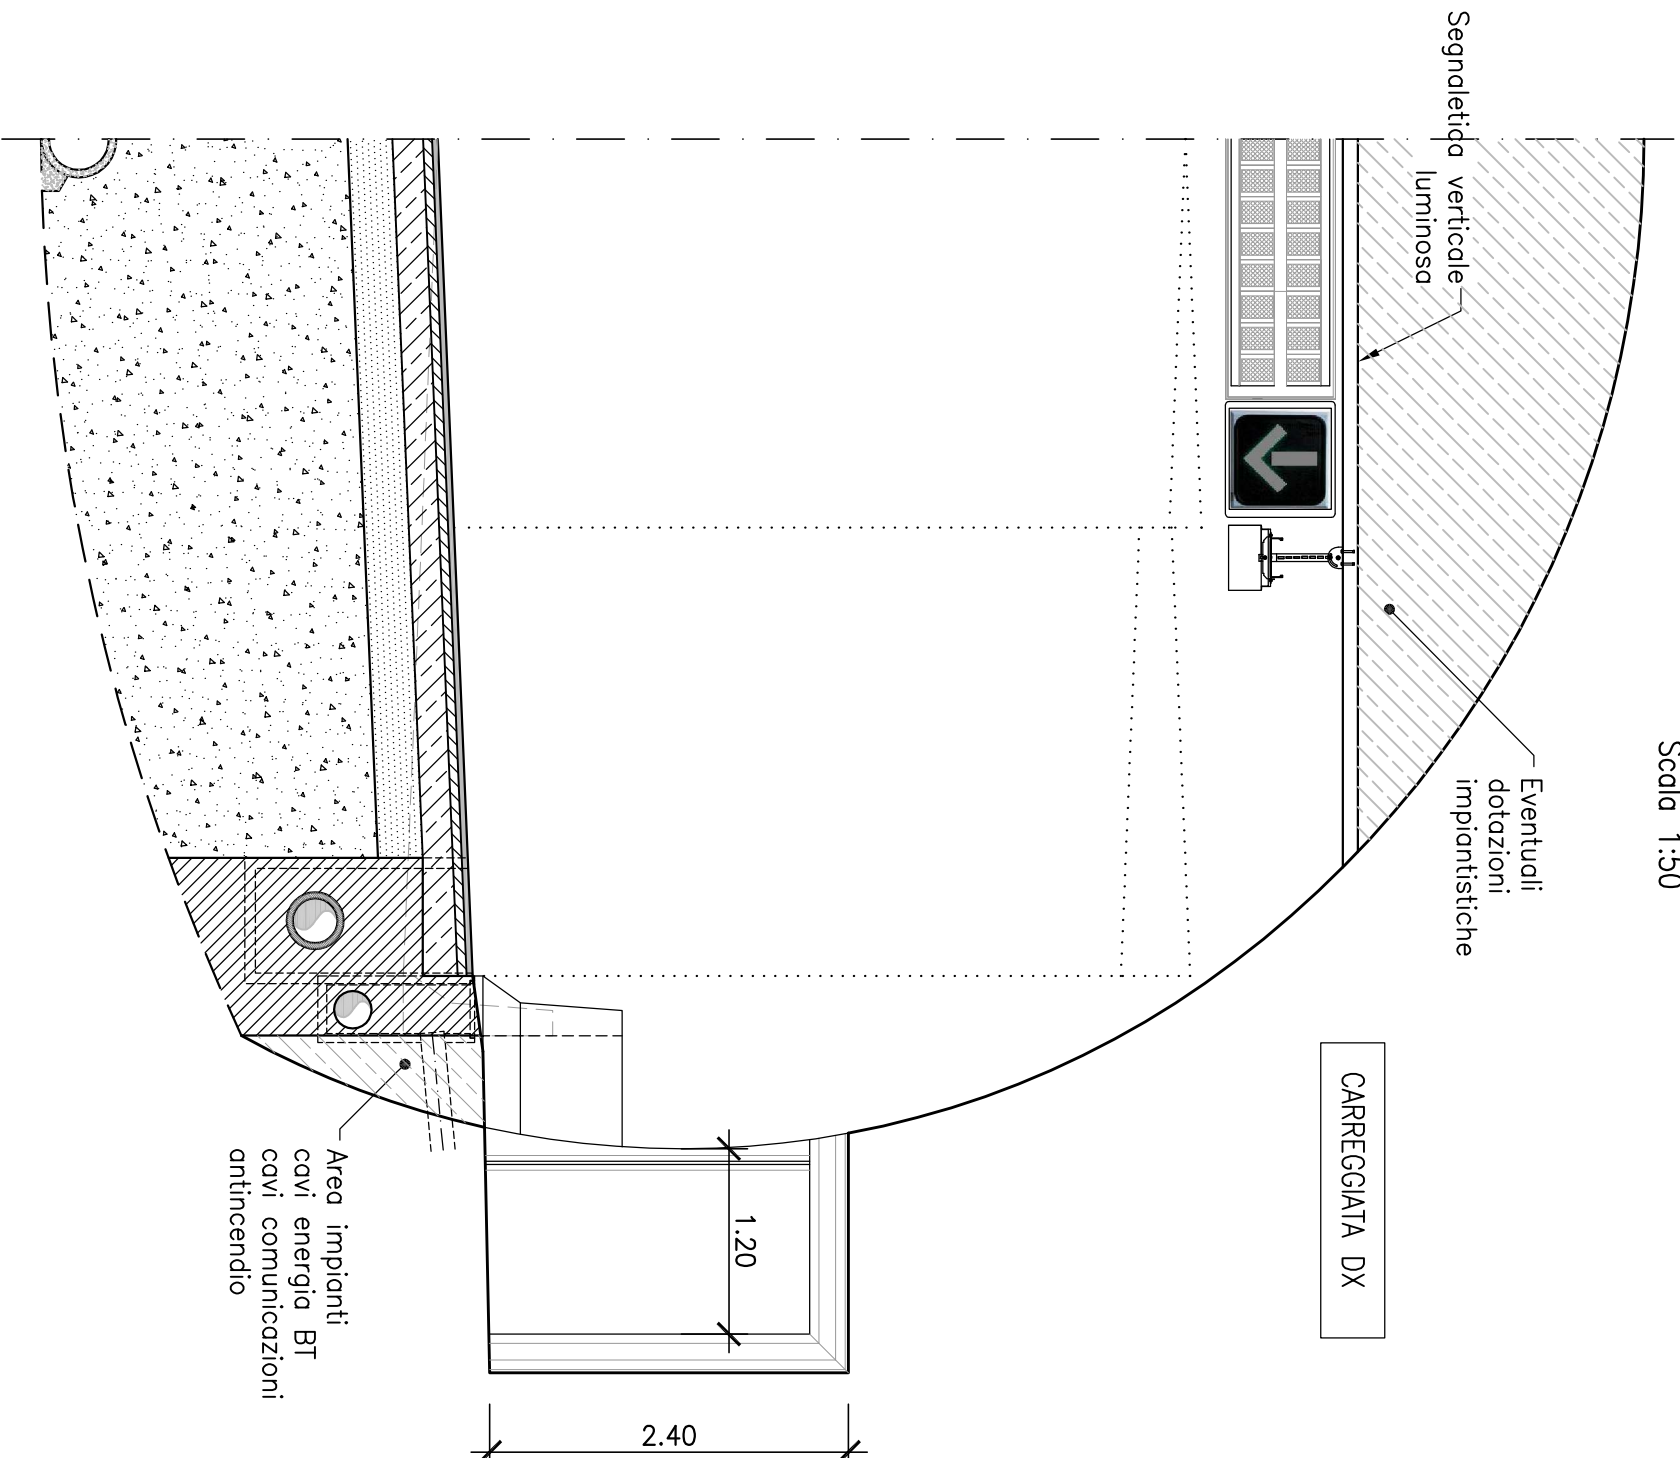 Scala 1:50
Segnaletica verticale
luminosa
Eventuali
dotazioni
impiantistiche
CARREGGIATA DX
1.20
2.40
Area impianti
cavi energia BT
cavi comunicazioni
antincendio